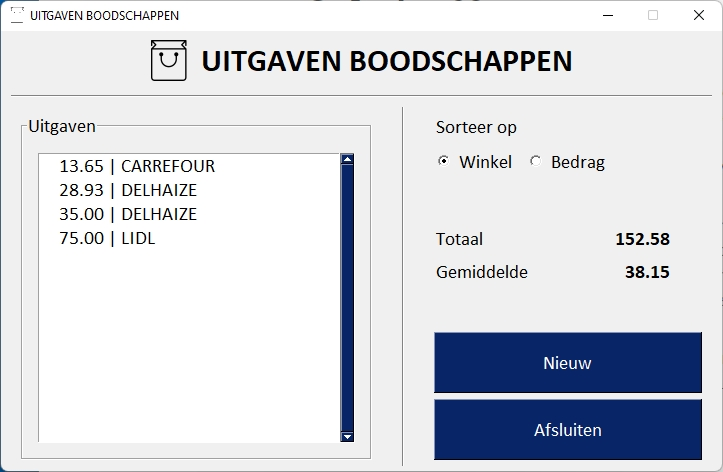 UITGAVEN BOODSCHAPPEN
UITGAVEN BOODSCHAPPEN
Uitgaven
13.65 | CARREFOUR
28.93 | DELHAIZE
35.00 | DELHAIZE
75.00 | LIDL
Sorteer op
Winkel Bedrag
Totaal 152.58
Gemiddelde 38.15
Nieuw
Afsluiten